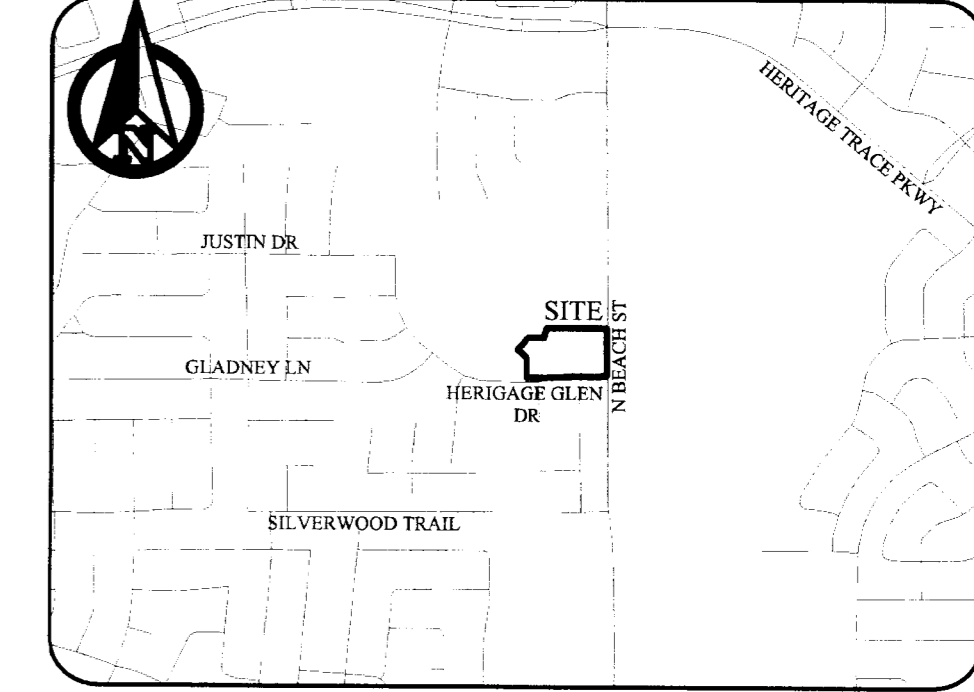 N
HERITAGE TRACE PKWY
JUSTIN DR
SITE
N BEACH ST
GLADNEY LN
HERIGAGE GLEN
DR
SILVERWOOD TRAIL